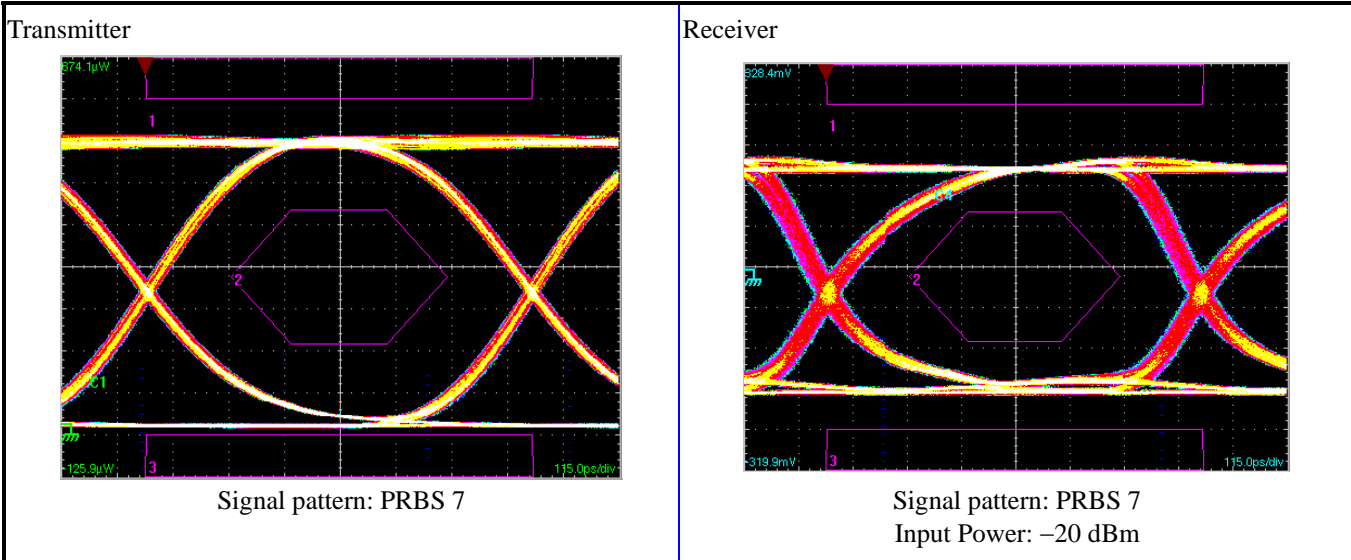 Transmitter
874.1µW
1
2
C1
-125.9µW
3
115.0ps/div
Signal pattern: PRBS 7
Receiver
328.4mV
1
C4
2
-319.9mV
3
115.0ps/div
Signal pattern: PRBS 7
Input Power: −20 dBm